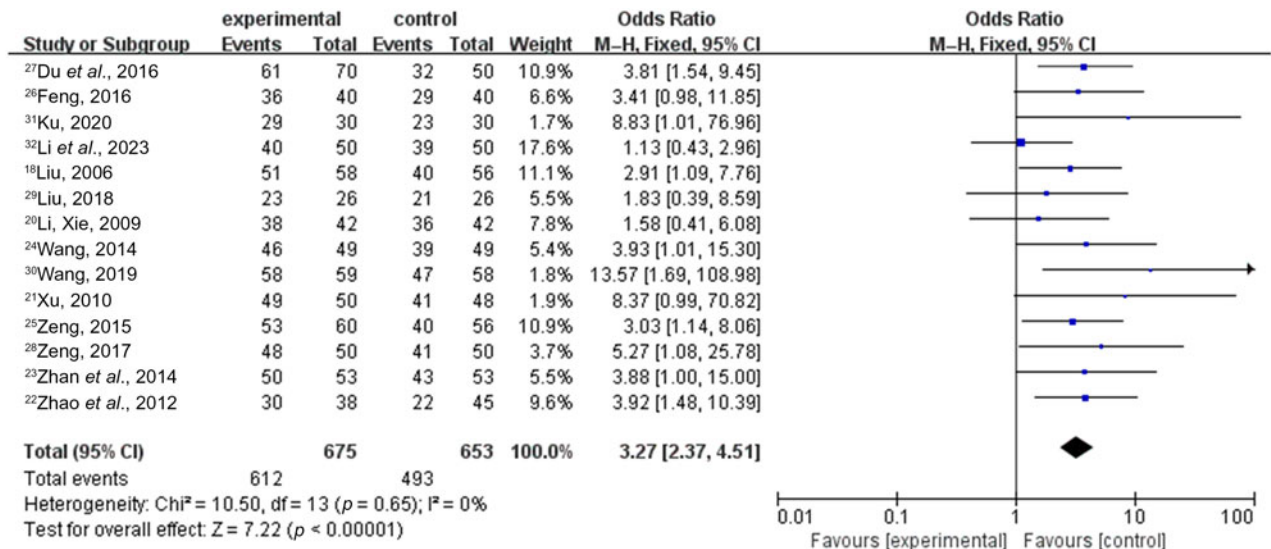 experimental control Odds Ratio Odds Ratio
Study or Subgroup Events Total Events Total Weight M–H, Fixed, 95% CI M–H, Fixed, 95% CI
²⁷Du et al., 2016 61 70 32 50 10.9% 3.81 [1.54, 9.45]
²⁶Feng, 2016 36 40 29 40 6.6% 3.41 [0.98, 11.85]
³¹Ku, 2020 29 30 23 30 1.7% 8.83 [1.01, 76.96]
³²Li et al. 2023 40 50 39 50 17.6% 1.13 [0.43, 2.96]
¹⁸Liu, 2006 51 58 40 56 11.1% 2.91 [1.09, 7.76]
²⁹Liu, 2018 23 26 21 26 5.5% 1.83 [0.39, 8.59]
²⁰Li, Xie, 2009 38 42 36 42 7.8% 1.58 [0.41, 6.08]
²⁴Wang, 2014 46 49 39 49 5.4% 3.93 [1.01, 15.30]
³⁰Wang, 2019 58 59 47 58 1.8% 13.57 [1.69, 108.98]
²¹Xu, 2010 49 50 41 48 1.9% 8.37 [0.99, 70.82]
²⁵Zeng, 2015 53 60 40 56 10.9% 3.03 [1.14, 8.06]
²⁸Zeng, 2017 48 50 41 50 3.7% 5.27 [1.08, 25.78]
²³Zhan et al., 2014 50 53 43 53 5.5% 3.88 [1.00, 15.00]
²²Zhao et al., 2012 30 38 22 45 9.6% 3.92 [1.48, 10.39]
Total (95% CI) 675 653 100.0% 3.27 [2.37, 4.51]
Total events 612 493
Heterogeneity: Chi² = 10.50, df = 13 (p = 0.65); I² = 0%
Test for overall effect: Z = 7.22 (p < 0.00001)
0.01 0.1 1 10 100
Favours [experimental] Favours [control]